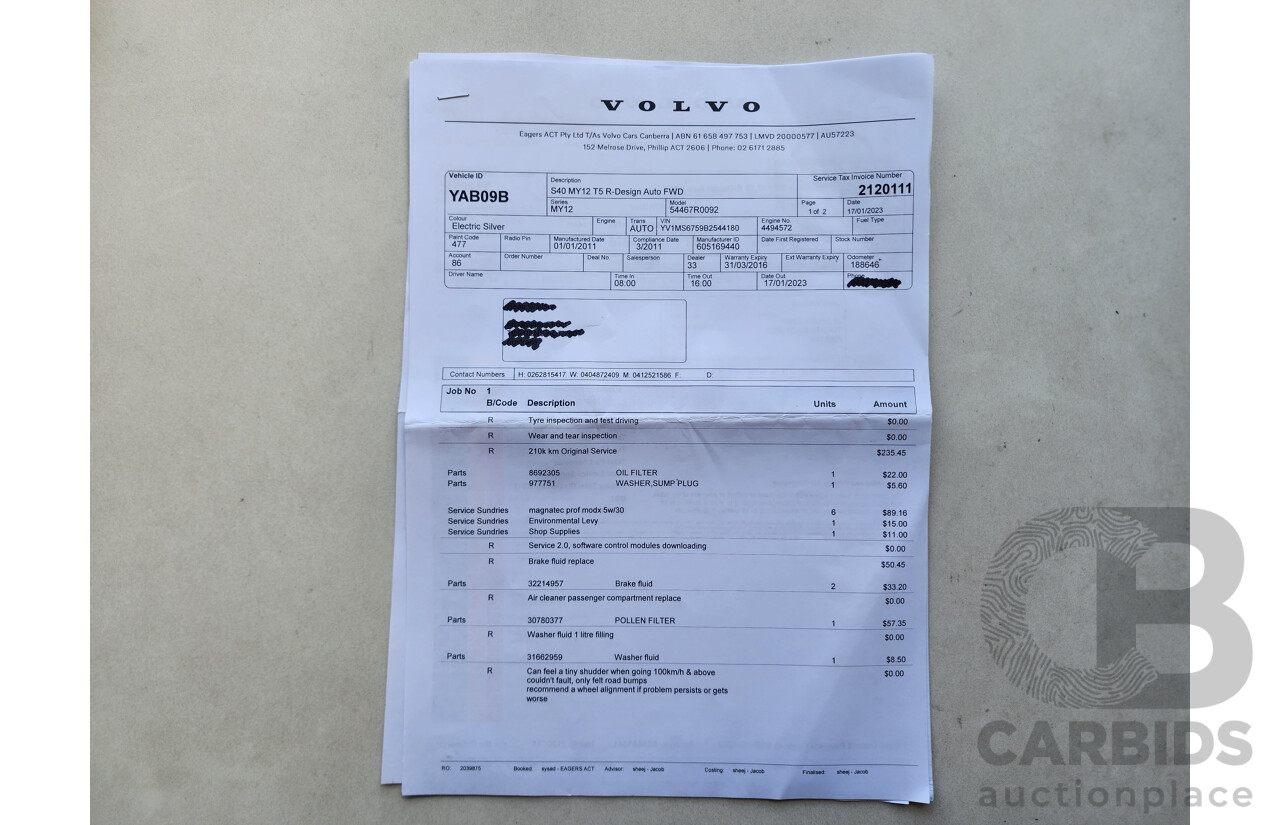 VOLVO
Eagers ACT Pty Ltd T/As Volvo Cars Canberra | ABN 61 658 497 753 | LMVD 20000577 | AU57223
152 Melrose Drive, Phillip ACT 2606 | Phone: 02 6171 2885
Vehicle ID Description Service Tax Invoice Number
YAB09B S40 MY12 T5 R-Design Auto FWD 2120111
Series Model Page Date
MY12 54467R0092 1 of 2 17/01/2023
Colour Engine Trans VIN Engine No. Fuel Type
Electric Silver AUTO YV1MS6759B2544180 4494572
Paint Code Radio Pin Manufactured Date Compliance Date Manufacturer ID Date First Registered Stock Number
477 01/01/2011 3/2011 605169440
Account Order Number Deal No. Salesperson Dealer Warranty Expiry Ext Warranty Expiry Odometer
86 33 31/03/2016 188646
Driver Name Time In Time Out Date Out Phone
08:00 16:00 17/01/2023
Contact Numbers H: 0262815417 W: 0404872409 M: 0412521586 F: D:
Job No 1
B/Code Description Units Amount
R Tyre inspection and test driving $0.00
R Wear and tear inspection $0.00
R 210k km Original Service $235.45
Parts 8692305 OIL FILTER 1 $22.00
Parts 977751 WASHER,SUMP PLUG 1 $5.60
Service Sundries magnatec prof modx 5w/30 6 $89.16
Service Sundries Environmental Levy 1 $15.00
Service Sundries Shop Supplies 1 $11.00
R Service 2.0, software control modules downloading $0.00
R Brake fluid replace $50.45
Parts 32214957 Brake fluid 2 $33.20
R Air cleaner passenger compartment replace $0.00
Parts 30780377 POLLEN FILTER 1 $57.35
R Washer fluid 1 litre filling $0.00
Parts 31662959 Washer fluid 1 $8.50
R Can feel a tiny shudder when going 100km/h & above $0.00
couldn't fault, only felt road bumps
recommend a wheel alignment if problem persists or gets
worse
RO: 2039875 Booked: sysad - EAGERS ACT Advisor: sheej - Jacob Costing: sheej - Jacob Finalised: sheej - Jacob
CB
CARBIDS
auctionplace